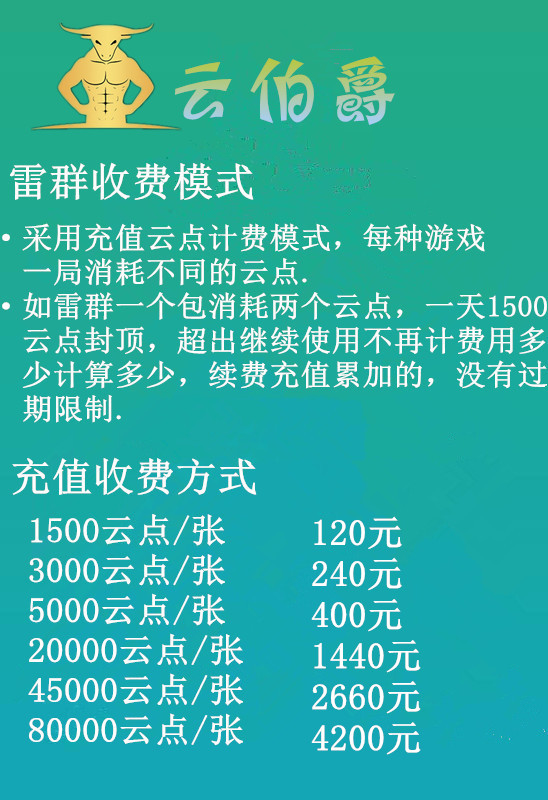 云伯爵
雷群收费模式
• 采用充值云点计费模式，每种游戏
一局消耗不同的云点.
• 如雷群一个包消耗两个云点，一天1500
云点封顶，超出继续使用不再计费用多
少计算多少，续费充值累加的，没有过
期限制.
充值收费方式
1500云点/张 120元
3000云点/张 240元
5000云点/张 400元
20000云点/张 1440元
45000云点/张 2660元
80000云点/张 4200元